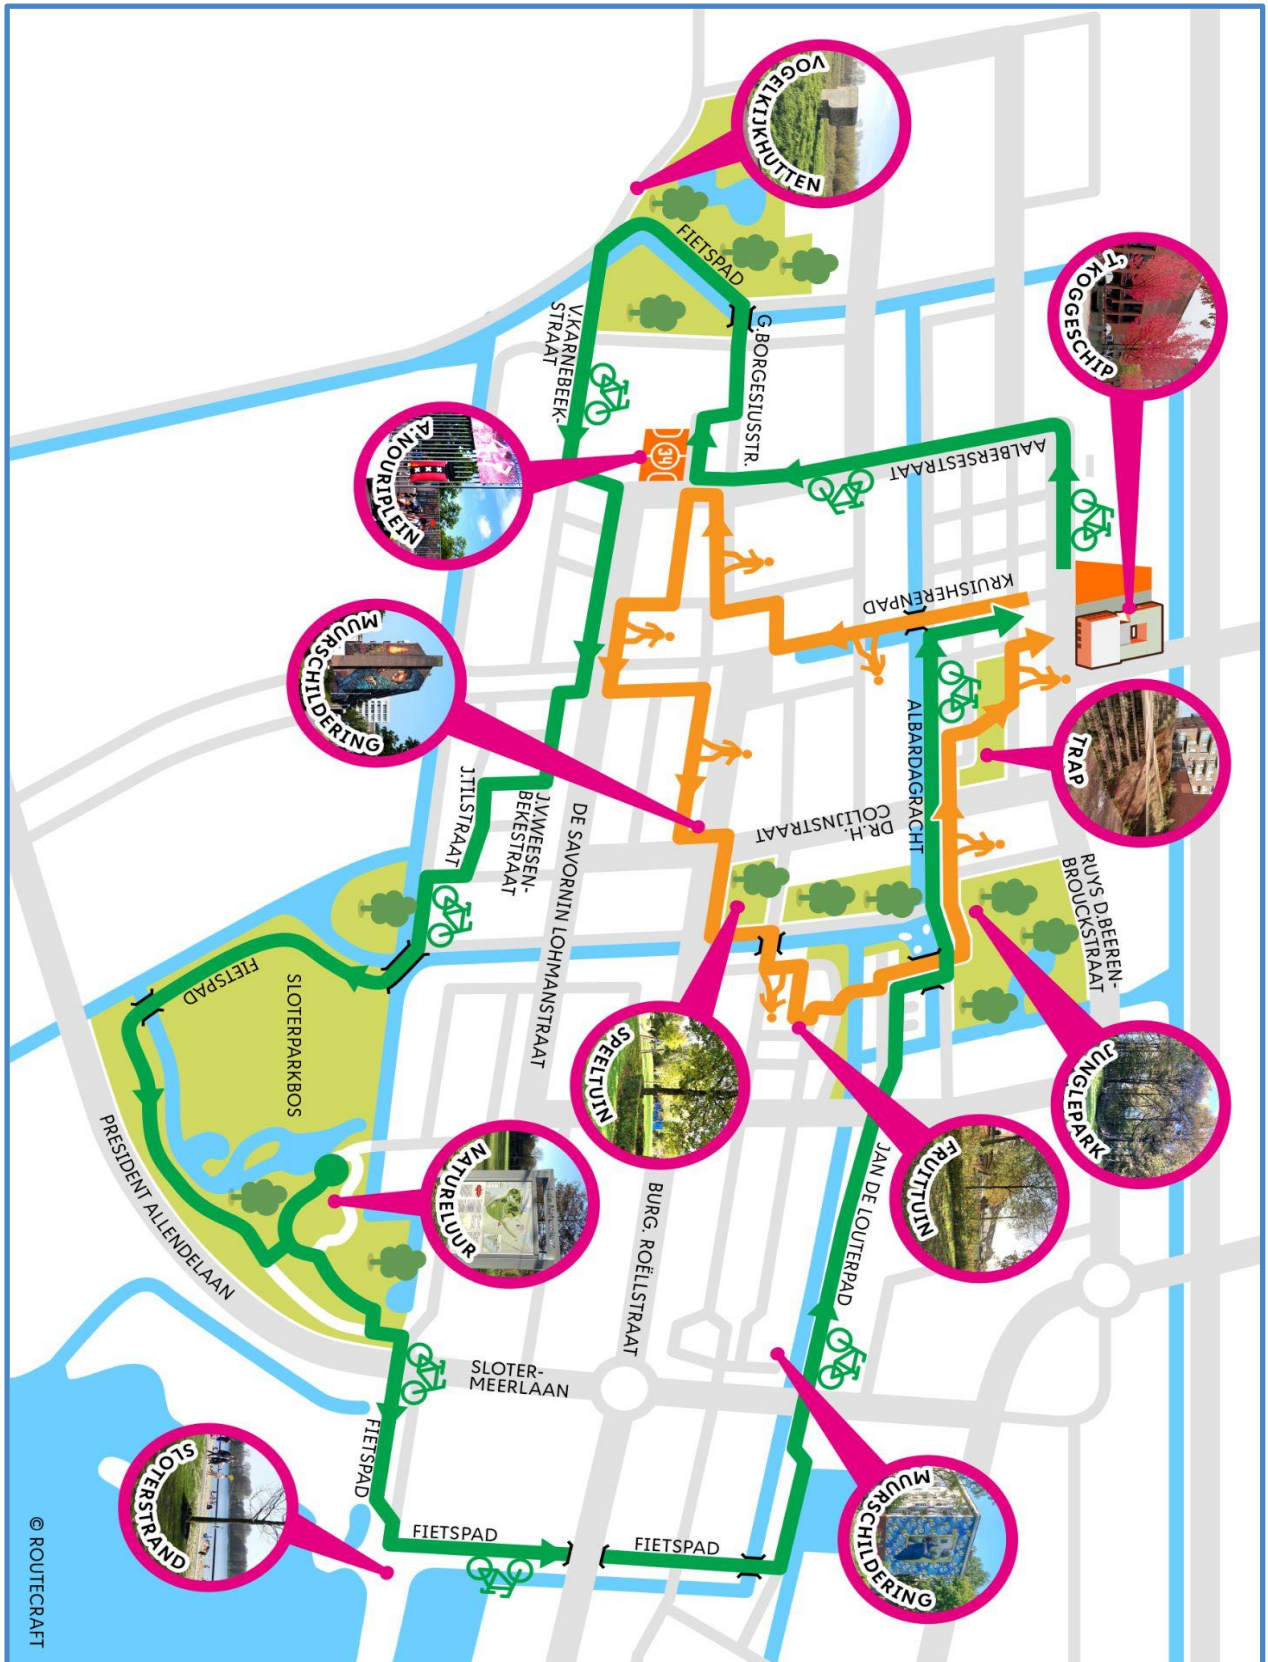 VOGELKIJKHUTTEN
'T KOGGESCHIP
FIETSPAD
G.BORGESIUSSTR.
V.KARNEBEEK-
STRAAT
AALBERSESTRAAT
34
A.NOURIPLEIN
KRUISHERENPAD
MUURSCHILDERING
TRAP
ALBARDAGRACHT
DR.H.
COLIJNSTRAAT
J.TILSTRAAT
J.V.WEESEN-
BEKESTRAAT
DE SAVORNIN LOHMANSTRAAT
RUYS D.BEEREN-
BROUCKSTRAAT
FIETSPAD
SLOTERPARKBOS
SPEELTUIN
JUNGLEPARK
FRUITTUIN
NATURELUUR
PRESIDENT ALLENDELAAN
BURG. ROËLLSTRAAT
JAN DE LOUTERPAD
SLOTER-
MEERLAAN
FIETSPAD
SLOTERSTRAND
FIETSPAD
FIETSPAD
MUURSCHILDERING
© ROUTECRAFT